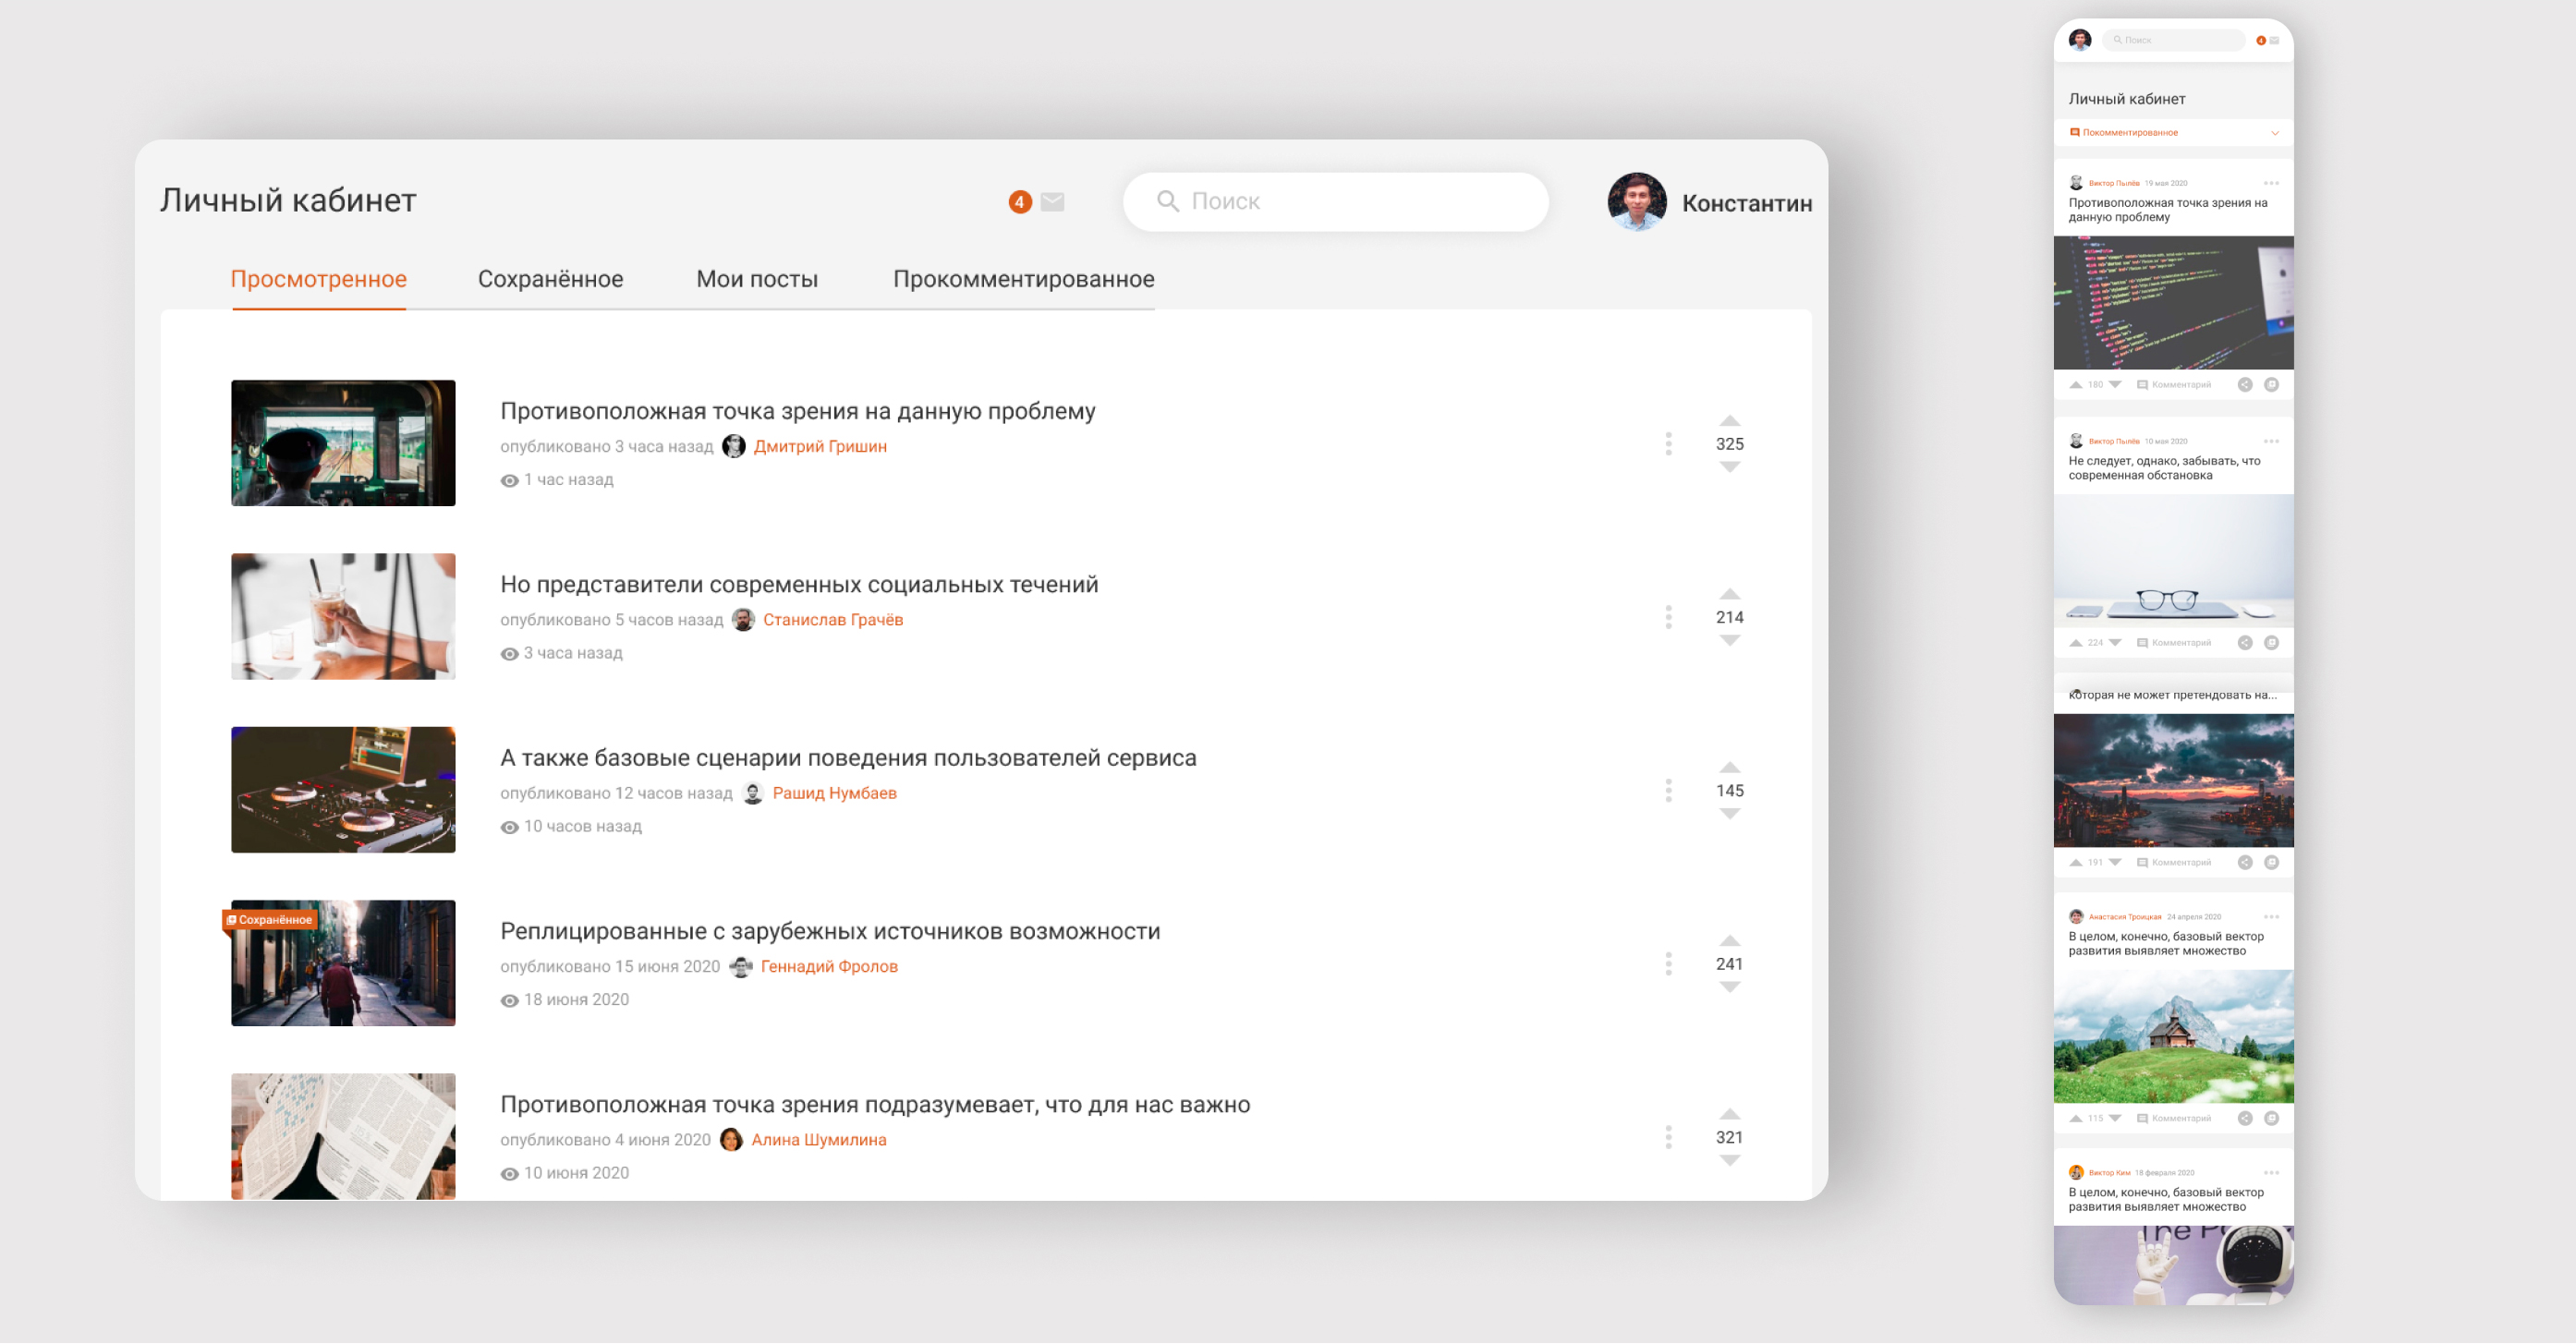 Личный кабинет
4
Поиск
Константин
Просмотренное
Сохранённое
Мои посты
Прокомментированное
Противоположная точка зрения на данную проблему
опубликовано 3 часа назад Дмитрий Гришин
1 час назад
325
Но представители современных социальных течений
опубликовано 5 часов назад Станислав Грачёв
3 часа назад
214
А также базовые сценарии поведения пользователей сервиса
опубликовано 12 часов назад Рашид Нумбаев
10 часов назад
145
Сохранённое
Реплицированные с зарубежных источников возможности
опубликовано 15 июня 2020 Геннадий Фролов
18 июня 2020
241
Противоположная точка зрения подразумевает, что для нас важно
опубликовано 4 июня 2020 Алина Шумилина
10 июня 2020
321
Поиск
4
Личный кабинет
Покомментированное
Виктор Пылёв 19 мая 2020
Противоположная точка зрения на
данную проблему
180 Комментарий
Виктор Пылёв 10 мая 2020
Не следует, однако, забывать, что
современная обстановка
224 Комментарий
которая не может претендовать на...
191 Комментарий
Анастасия Троицкая 24 апреля 2020
В целом, конечно, базовый вектор
развития выявляет множество
115 Комментарий
Виктор Ким 18 февраля 2020
В целом, конечно, базовый вектор
развития выявляет множество
The